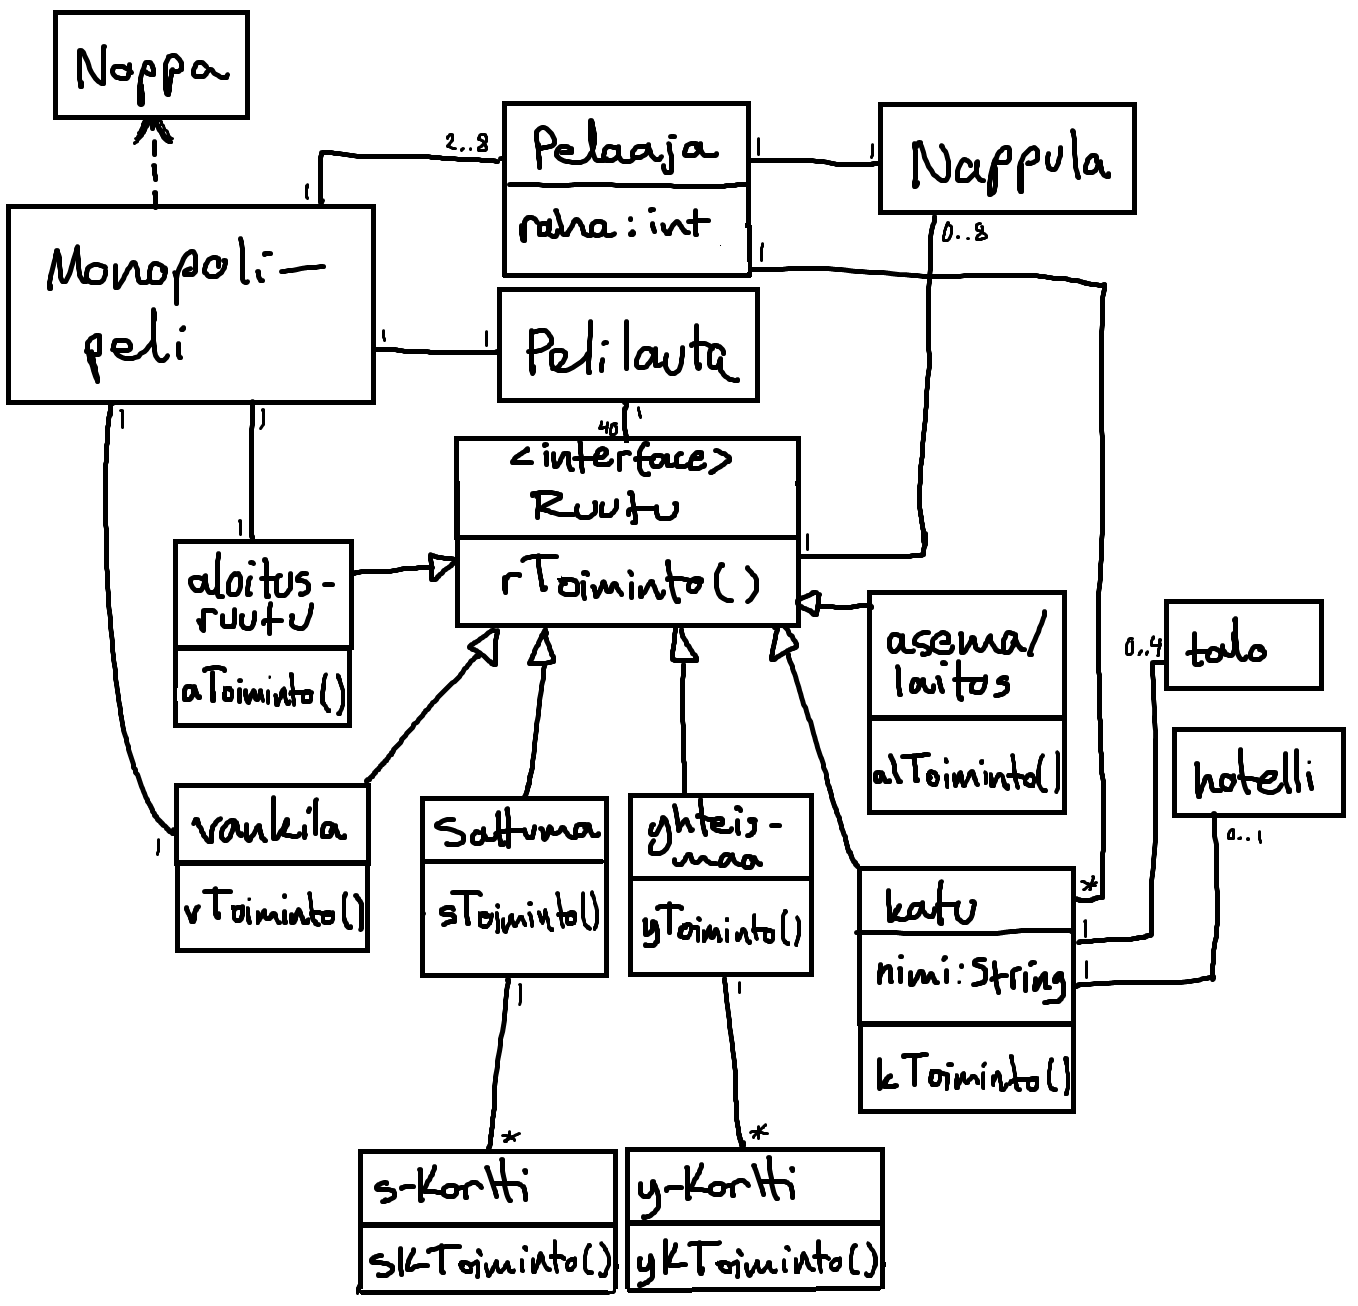 Noppa
2..8
Pelaaja
1
1
Nappula
1
raha: int
1
0..8
Monopoli-
peli
1
1
Pelilauta
1
1
1
40
<interface>
Ruutu
1
1
rToiminto()
aloitus-
ruutu
aToiminto()
asema/
laitos
alToiminto()
0..4
talo
hotelli
0..1
vankila
1
vToiminto()
Sattuma
sToiminto()
yhteis-
maa
yToiminto()
*
katu
1
nimi: String
1
kToiminto()
1
1
*
*
s-Kortti
skToiminto()
y-Kortti
ykToiminto()